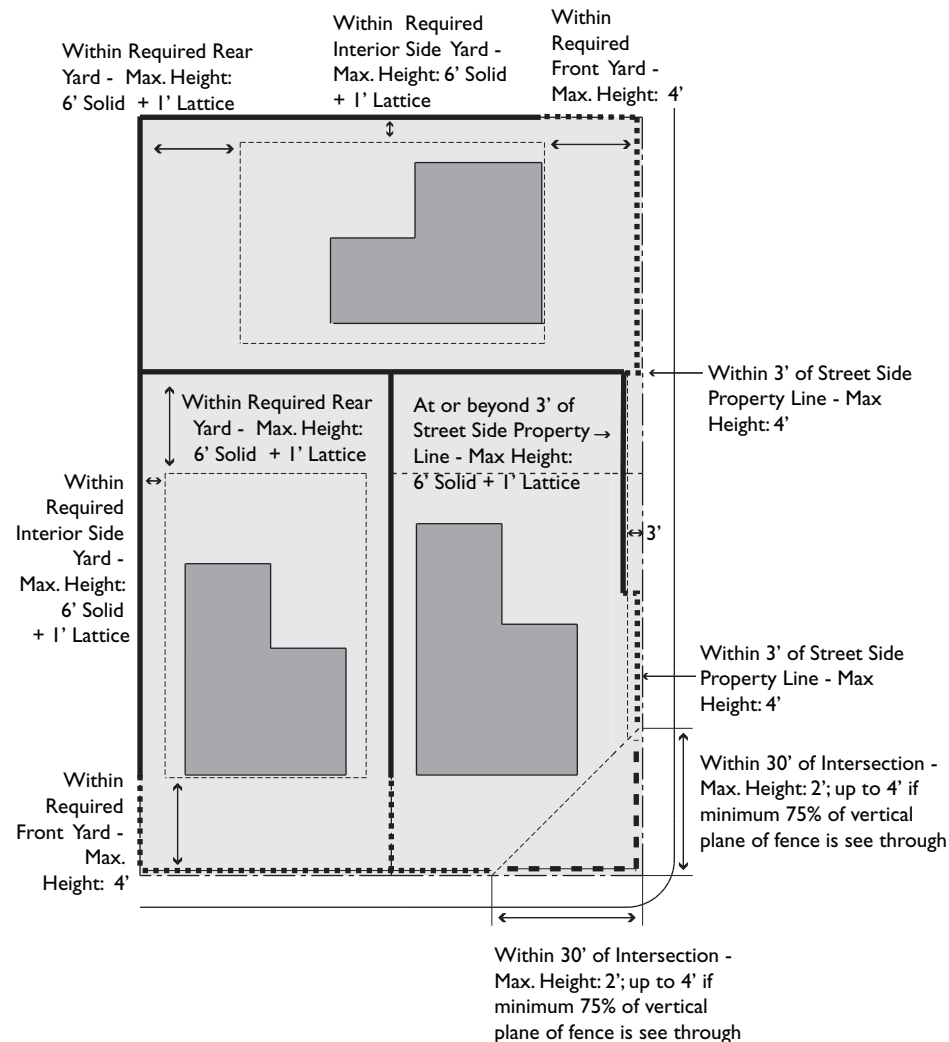 Within Required Rear
Yard - Max. Height:
6’ Solid + 1’ Lattice
Within Required
Interior Side Yard -
Max. Height: 6’ Solid
+ 1’ Lattice
Within
Required
Front Yard -
Max. Height: 4’
Within 3’ of Street Side
Property Line - Max
Height: 4’
Within Required Rear
Yard - Max. Height:
6’ Solid + 1’ Lattice
At or beyond 3’ of
Street Side Property
Line - Max Height:
6’ Solid + 1’ Lattice
Within
Required
Interior Side
Yard -
Max. Height:
6’ Solid
+ 1’ Lattice
3’
Within 3’ of Street Side
Property Line - Max
Height: 4’
Within
Required
Front Yard -
Max.
Height: 4’
Within 30’ of Intersection -
Max. Height: 2’; up to 4’ if
minimum 75% of vertical
plane of fence is see through
Within 30’ of Intersection -
Max. Height: 2’; up to 4’ if
minimum 75% of vertical
plane of fence is see through